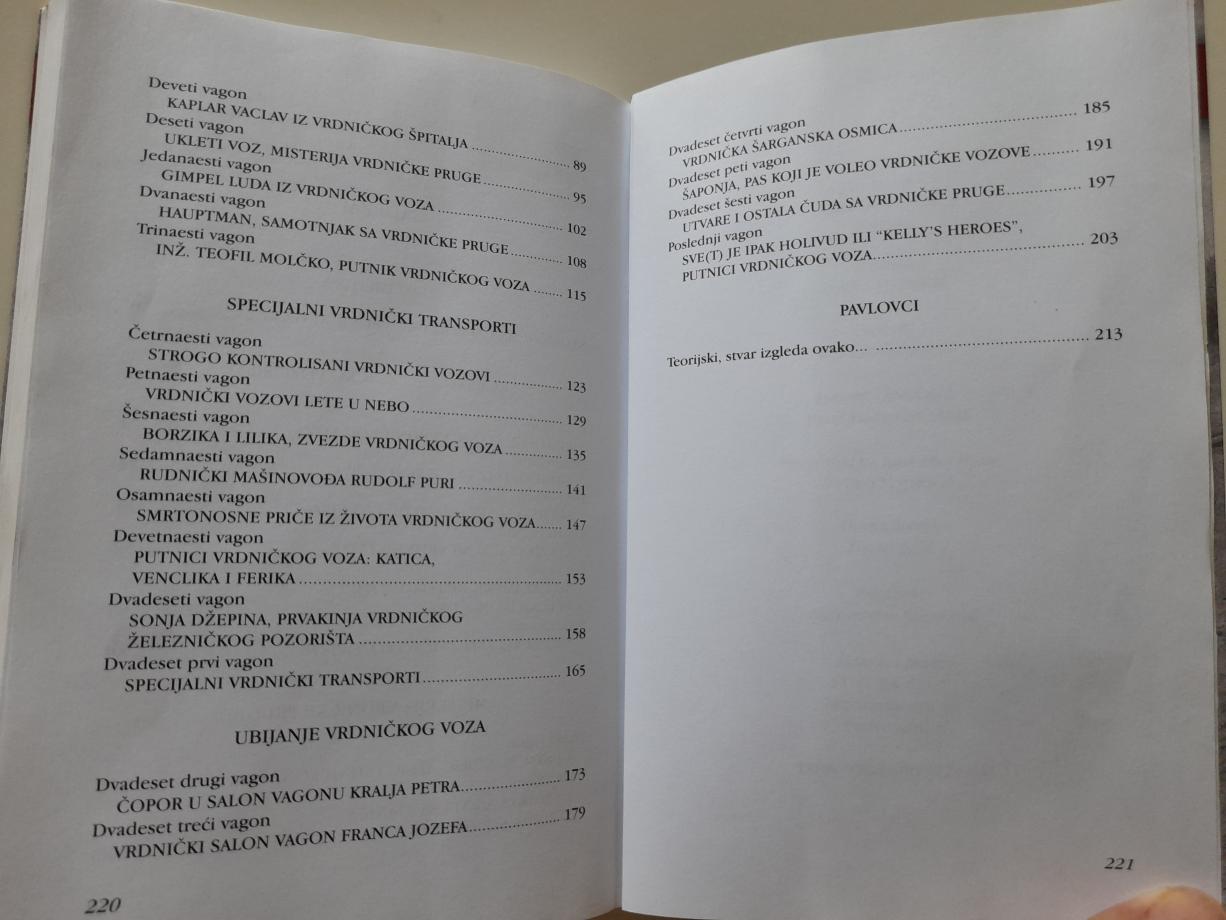 Deveti vagon
KAPLAR VACLAV IZ VRDNIČKOG ŠPITALJA ........................ 89
Deseti vagon
UKLETI VOZ, MISTERIJA VRDNIČKE PRUGE ..................... 95
Jedanaesti vagon
GIMPEL LUDA IZ VRDNIČKOG VOZA ............................. 102
Dvanaesti vagon
HAUPTMAN, SAMOTNJAK SA VRDNIČKE PRUGE .............. 108
Trinaesti vagon
INŽ. TEOFIL MOLČKO, PUTNIK VRDNIČKOG VOZA ........ 115
SPECIJALNI VRDNIČKI TRANSPORTI
Četrnaesti vagon
STROGO KONTROLISANI VRDNIČKI VOZOVI .................. 123
Petnaesti vagon
VRDNIČKI VOZOVI LETE U NEBO .................................. 129
Šesnaesti vagon
BORZIKA I LILIKA, ZVEZDE VRDNIČKOG VOZA ............... 135
Sedamnaesti vagon
RUDNIČKI MAŠINOVOĐA RUDOLF PURI .......................... 141
Osamnaesti vagon
SMRTONOSNE PRIČE IZ ŽIVOTA VRDNIČKOG VOZA....... 147
Devetnaesti vagon
PUTNICI VRDNIČKOG VOZA: KATICA,
VENCLIKA I FERIKA ................................................................ 153
Dvadeseti vagon
SONJA DŽEPINA, PRVAKINJA VRDNIČKOG
ŽELEZNIČKOG POZORIŠTA .................................................. 158
Dvadeset prvi vagon
SPECIJALNI VRDNIČKI TRANSPORTI.................................. 165
UBIJANJE VRDNIČKOG VOZA
Dvadeset drugi vagon
ČOPOR U SALON VAGONU KRALJA PETRA......................... 173
Dvadeset treći vagon
VRDNIČKI SALON VAGON FRANCA JOZEFA....................... 179
220
Dvadeset četvrti vagon
VRDNIČKA ŠARGANSKA OSMICA........................................ 185
Dvadeset peti vagon
ŠAPONJA, PAS KOJI JE VOLEO VRDNIČKE VOZOVE .......... 191
Dvadeset šesti vagon
UTVARE I OSTALA ČUDA SA VRDNIČKE PRUGE................ 197
Poslednji vagon
SVE(T) JE IPAK HOLIVUD ILI “KELLY’S HEROES”,
PUTNICI VRDNIČKOG VOZA.............................................. 203
PAVLOVCI
Teorijski, stvar izgleda ovako... ............................................... 213
221